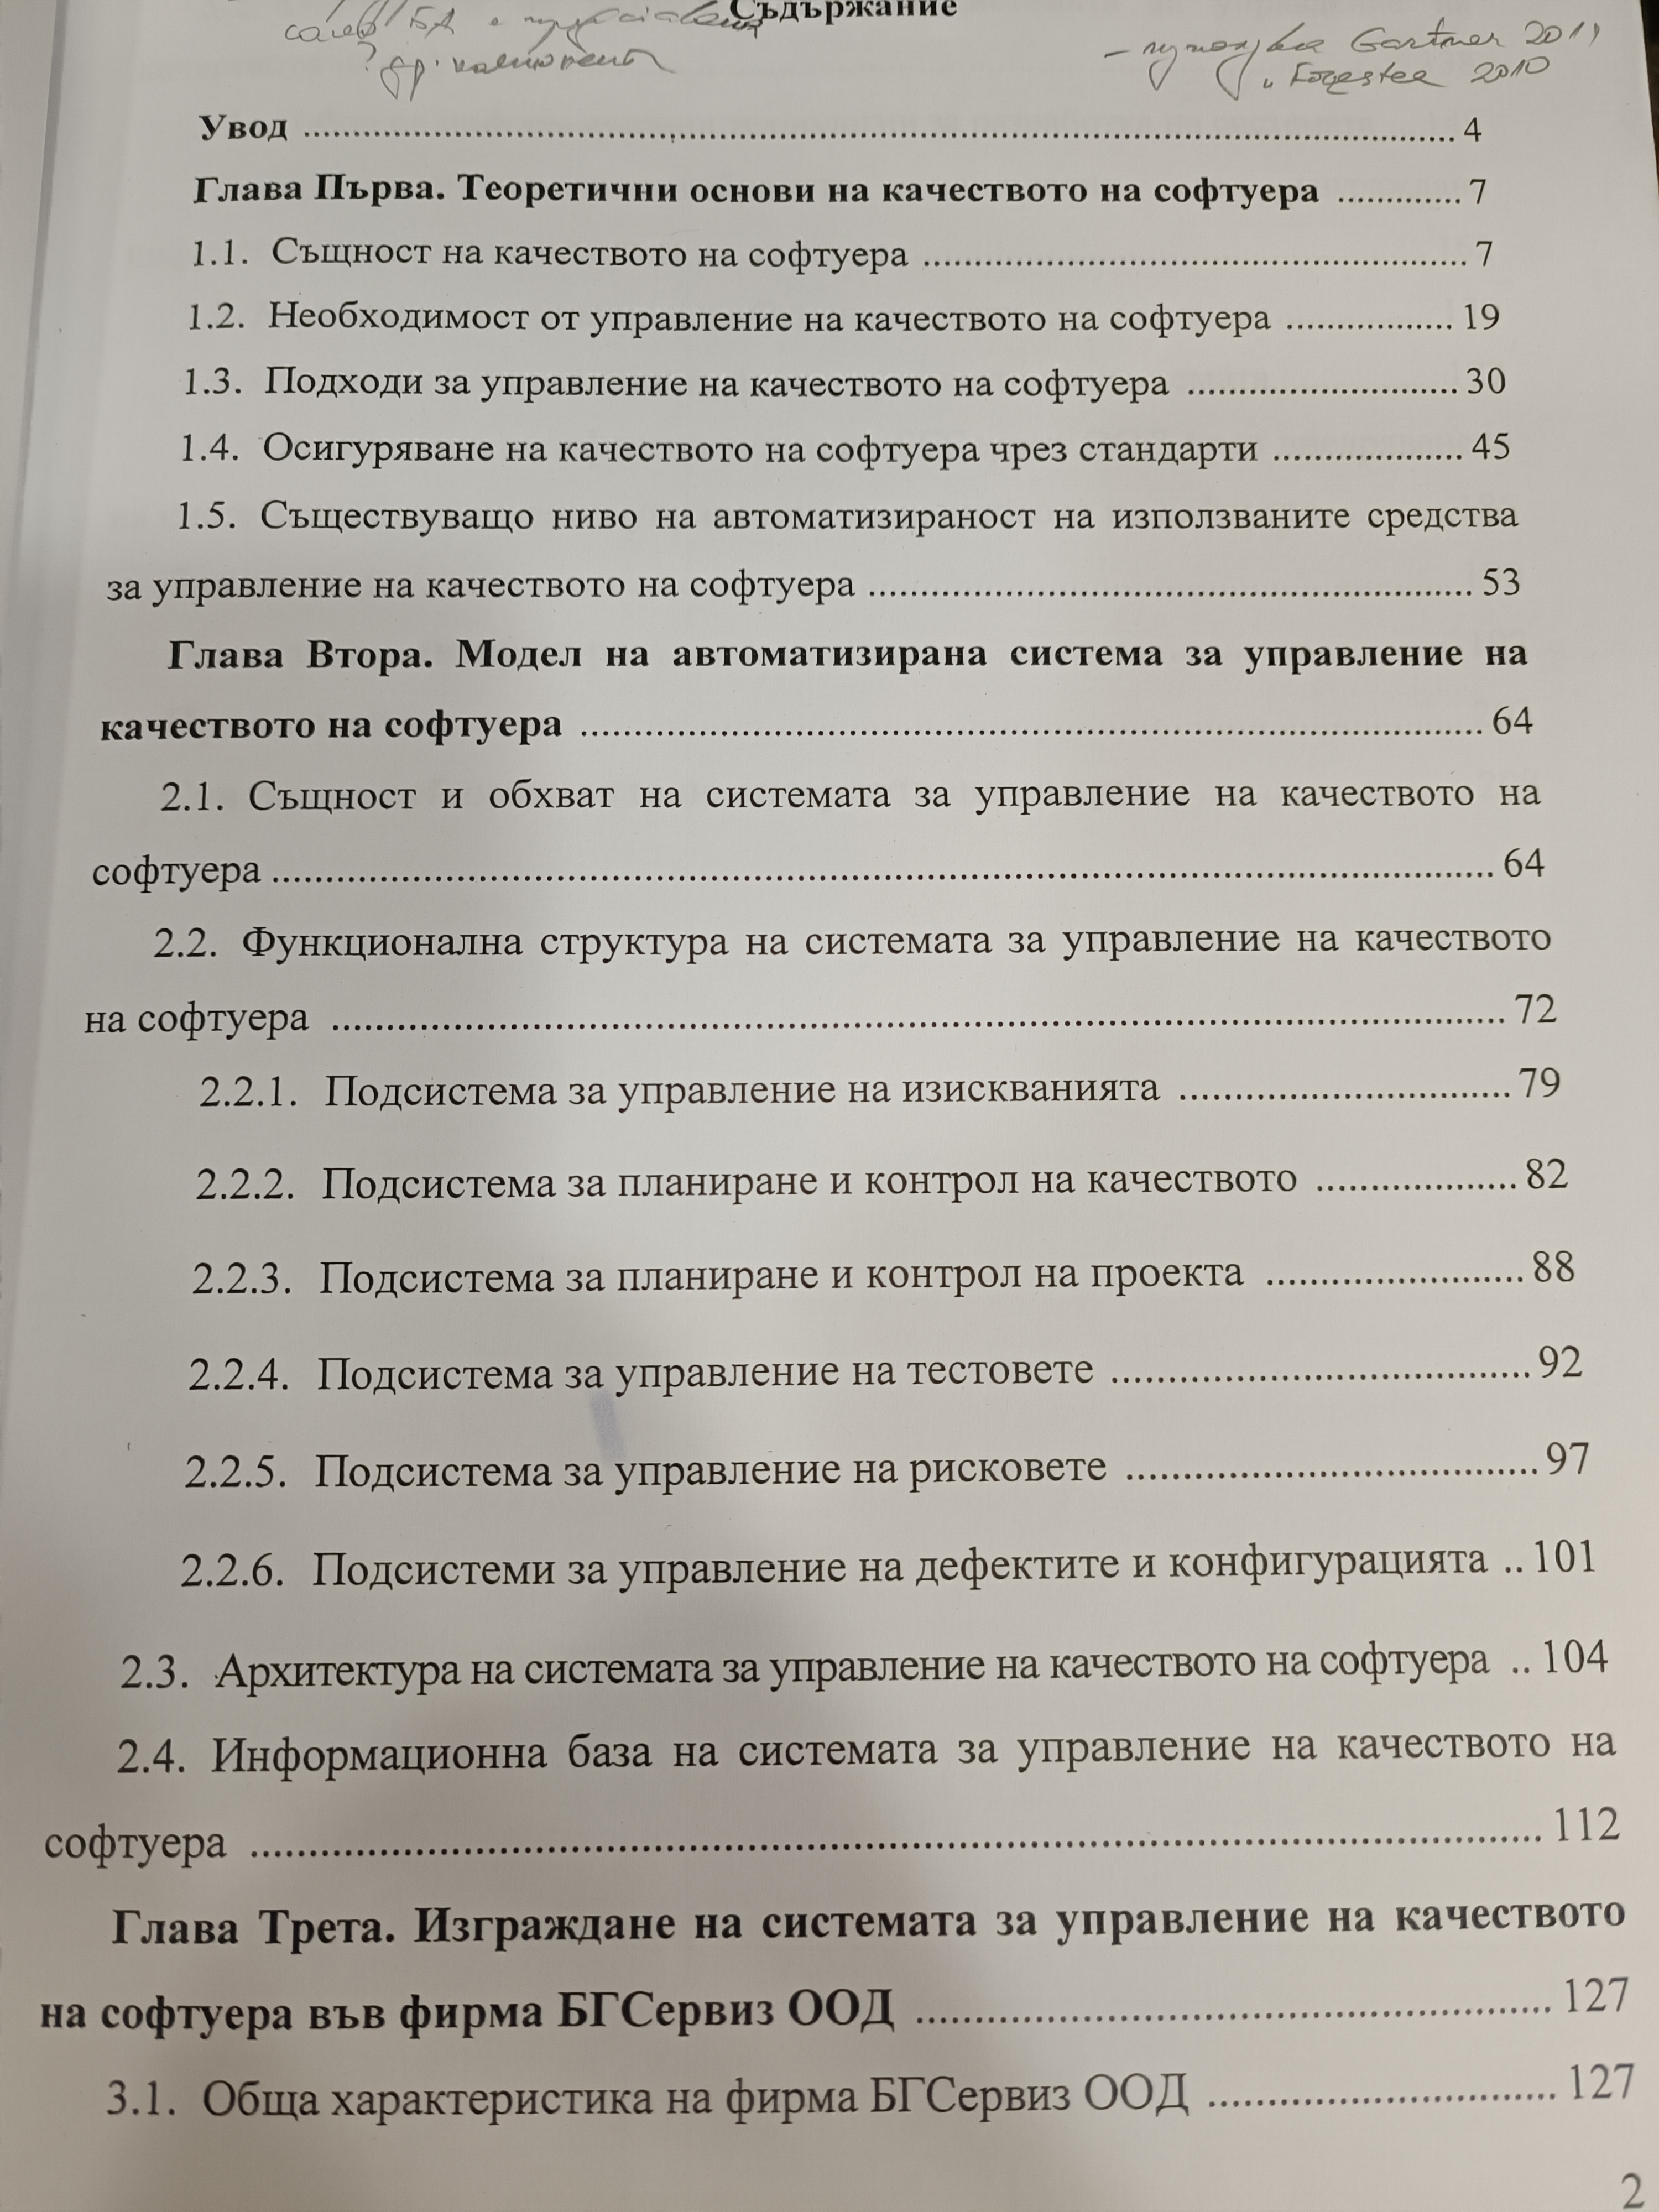 Съдържание
БД е
? др.
- Gartner 2011
и Forester 2010
Увод ........ 4
Глава Първа. Теоретични основи на качеството на софтуера ........ 7
1.1. Същност на качеството на софтуера ........ 7
1.2. Необходимост от управление на качеството на софтуера ........ 19
1.3. Подходи за управление на качеството на софтуера ........ 30
1.4. Осигуряване на качеството на софтуера чрез стандарти ........ 45
1.5. Съществуващо ниво на автоматизираност на използваните средства
за управление на качеството на софтуера ........ 53
Глава Втора. Модел на автоматизирана система за управление на
качеството на софтуера ........ 64
2.1. Същност и обхват на системата за управление на качеството на
софтуера ........ 64
2.2. Функционална структура на системата за управление на качеството
на софтуера ........ 72
2.2.1. Подсистема за управление на изискванията ........ 79
2.2.2. Подсистема за планиране и контрол на качеството ........ 82
2.2.3. Подсистема за планиране и контрол на проекта ........ 88
2.2.4. Подсистема за управление на тестовете ........ 92
2.2.5. Подсистема за управление на рисковете ........ 97
2.2.6. Подсистеми за управление на дефектите и конфигурацията .. 101
2.3. Архитектура на системата за управление на качеството на софтуера .. 104
2.4. Информационна база на системата за управление на качеството на
софтуера ........ 112
Глава Трета. Изграждане на системата за управление на качеството
на софтуера във фирма БГСервиз ООД ........ 127
3.1. Обща характеристика на фирма БГСервиз ООД ........ 127
2